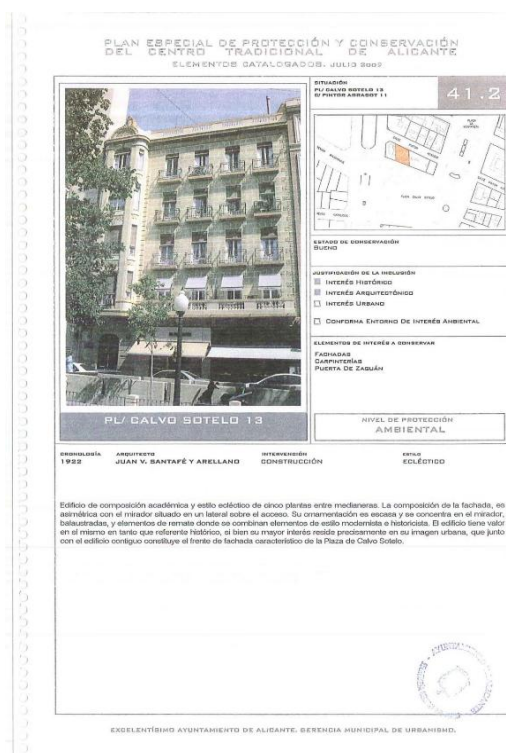 PLAN ESPECIAL DE PROTECCIÓN Y CONSERVACIÓN
DEL CENTRO TRADICIONAL DE ALICANTE
ELEMENTOS CATALOGADOS. JULIO 2002
SITUACIÓN
PL/ CALVO SOTELO 13
C/ PINTOR AGRASOT 11
41.2
ESTADO DE CONSERVACIÓN
BUENO
JUSTIFICACIÓN DE LA INCLUSIÓN
INTERÉS HISTÓRICO
INTERÉS ARQUITECTÓNICO
INTERÉS URBANO
CONFORMA ENTORNO DE INTERÉS AMBIENTAL
ELEMENTOS DE INTERÉS A CONSERVAR
FACHADAS
CARPINTERÍAS
PUERTA DE ZAGUÁN
PL/ CALVO SOTELO 13
NIVEL DE PROTECCIÓN
AMBIENTAL
CRONOLOGÍA ARQUITECTO INTERVENCIÓN ESTILO
1922 JUAN V. SANTAFÉ Y ARELLANO CONSTRUCCIÓN ECLÉCTICO
Edificio de composición académica y estilo ecléctico de cinco plantas entre medianeras. La composición de la fachada, es
asimétrica con el mirador situado en un lateral sobre el acceso. Su ornamentación es escasa y se concentra en el mirador,
balaustradas, y elementos de remate donde se combinan elementos de estilo modernista e historicista. El edificio tiene valor
en el mismo en tanto que referente histórico, si bien su mayor interés reside precisamente en su imagen urbana, que junto
con el edificio contiguo constituye el frente de fachada característico de la Plaza de Calvo Sotelo.
EXCELENTÍSIMO AYUNTAMIENTO DE ALICANTE. GERENCIA MUNICIPAL DE URBANISMO.